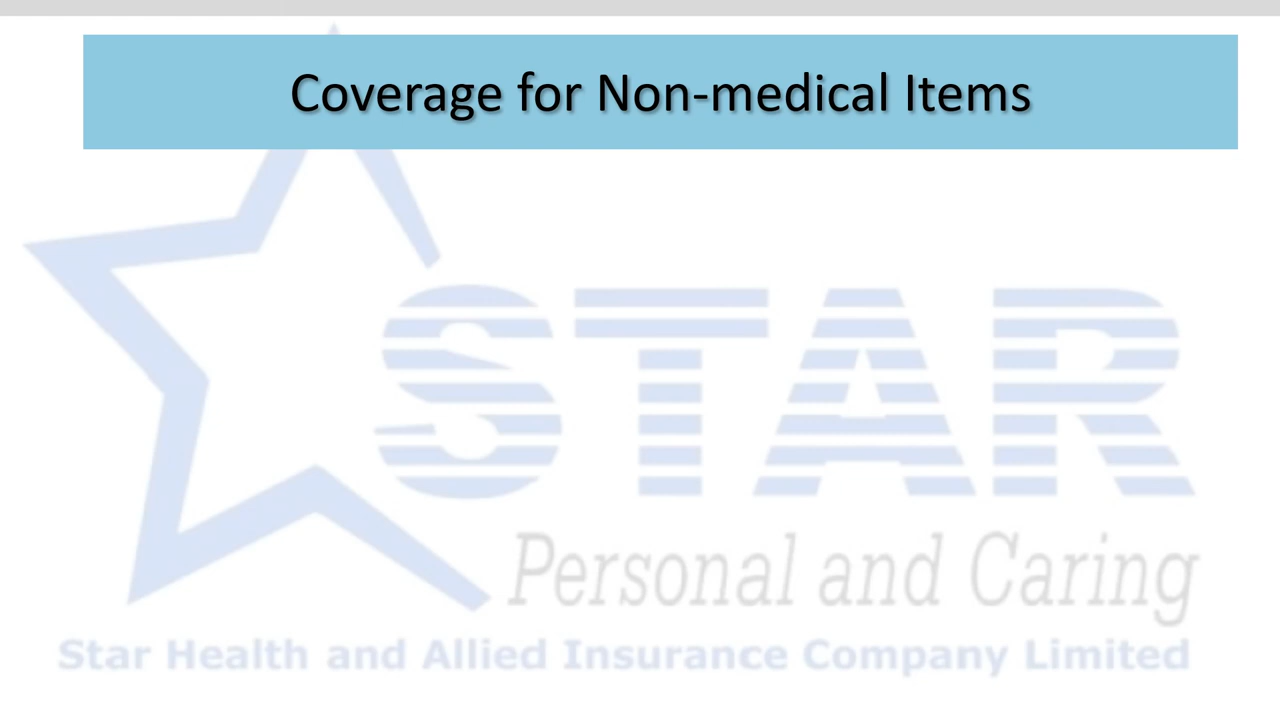 Coverage for Non-medical Items
STAR
Personal and Caring
Star Health and Allied Insurance Company Limited